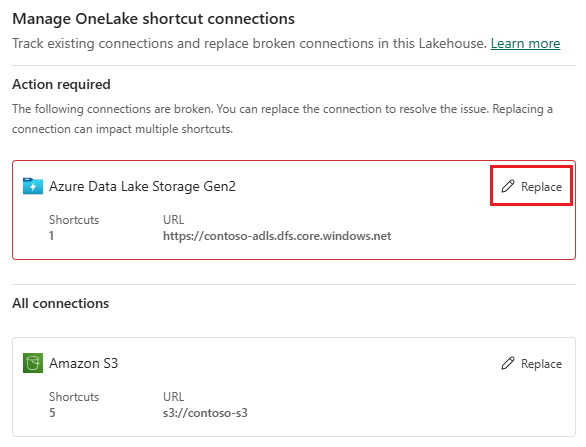 Manage OneLake shortcut connections
Track existing connections and replace broken connections in this Lakehouse. Learn more
Action required
The following connections are broken. You can replace the connection to resolve the issue. Replacing a
connection can impact multiple shortcuts.
Azure Data Lake Storage Gen2 Replace
Shortcuts URL
1 https://contoso-adls.dfs.core.windows.net
All connections
Amazon S3 Replace
Shortcuts URL
5 s3://contoso-s3